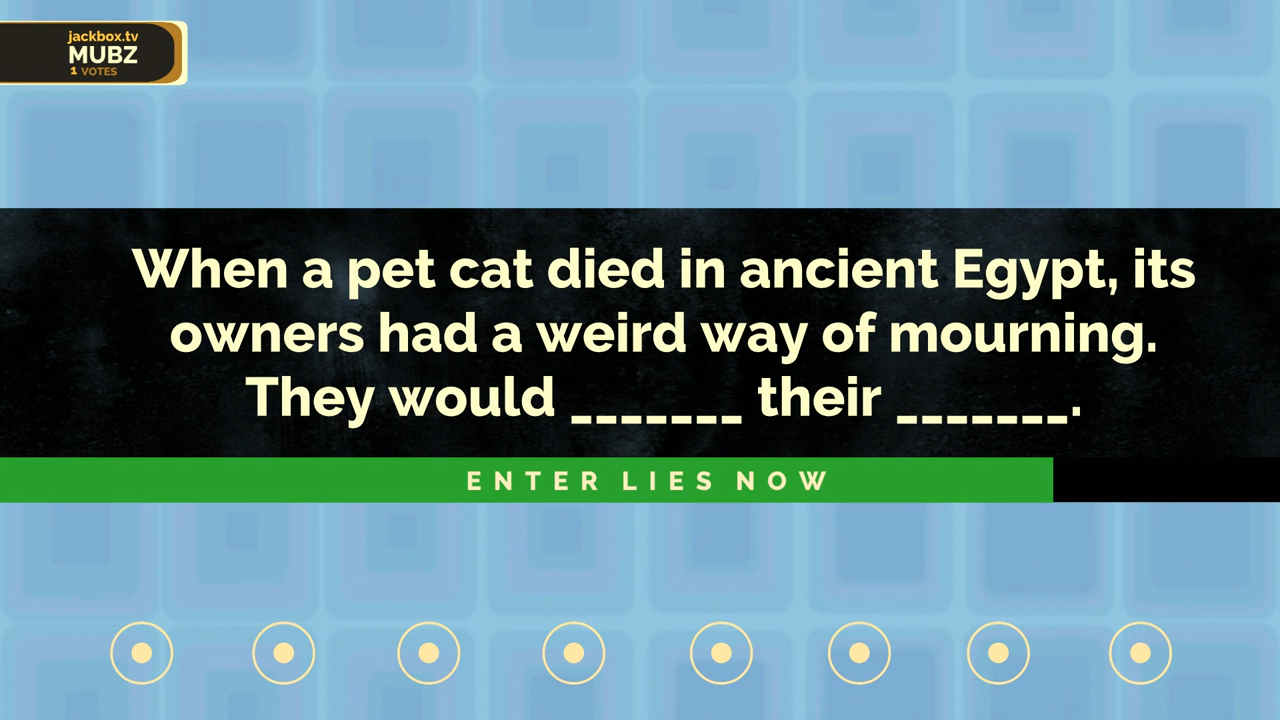 jackbox.tv
MUBZ
1 VOTES
When a pet cat died in ancient Egypt, its
owners had a weird way of mourning.
They would _______ their _______.
ENTER LIES NOW